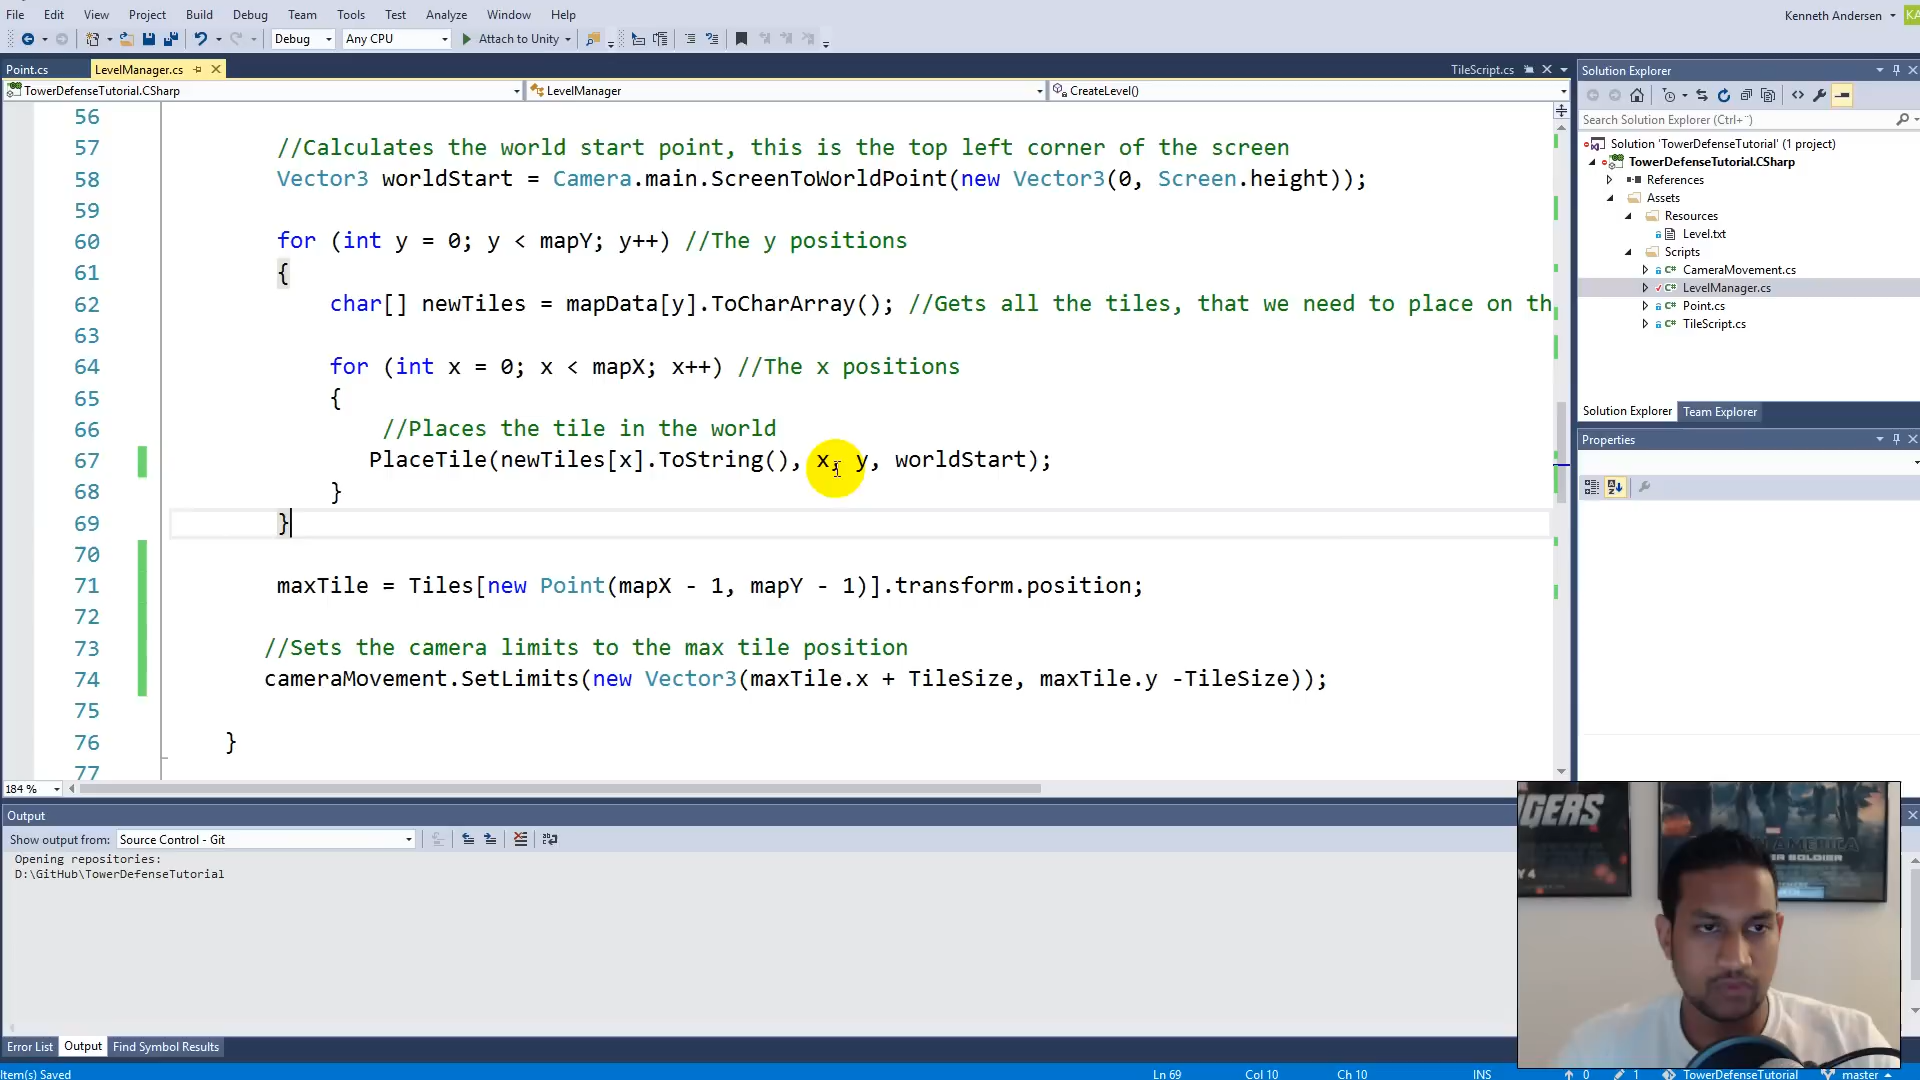 File Edit View Project Build Debug Team Tools Test Analyze Window Help
Kenneth Andersen KA
Debug Any CPU Attach to Unity
Point.cs LevelManager.cs TileScript.cs
TowerDefenseTutorial.CSharp LevelManager CreateLevel()
56
57 //Calculates the world start point, this is the top left corner of the screen
58 Vector3 worldStart = Camera.main.ScreenToWorldPoint(new Vector3(0, Screen.height));
59
60 for (int y = 0; y < mapY; y++) //The y positions
61 {
62 char[] newTiles = mapData[y].ToCharArray(); //Gets all the tiles, that we need to place on th
63
64 for (int x = 0; x < mapX; x++) //The x positions
65 {
66 //Places the tile in the world
67 PlaceTile(newTiles[x].ToString(), x, y, worldStart);
68 }
69 }
70
71 maxTile = Tiles[new Point(mapX - 1, mapY - 1)].transform.position;
72
73 //Sets the camera limits to the max tile position
74 cameraMovement.SetLimits(new Vector3(maxTile.x + TileSize, maxTile.y -TileSize));
75
76 }
77
184 %
Solution Explorer
Search Solution Explorer (Ctrl+¨)
Solution 'TowerDefenseTutorial' (1 project)
TowerDefenseTutorial.CSharp
References
Assets
Resources
Level.txt
Scripts
CameraMovement.cs
LevelManager.cs
Point.cs
TileScript.cs
Solution Explorer Team Explorer
Properties
Output
Show output from: Source Control - Git
Opening repositories:
D:\GitHub\TowerDefenseTutorial
Error List Output Find Symbol Results
Item(s) Saved Ln 69 Col 10 Ch 10 INS 0 1 TowerDefenseTutorial master